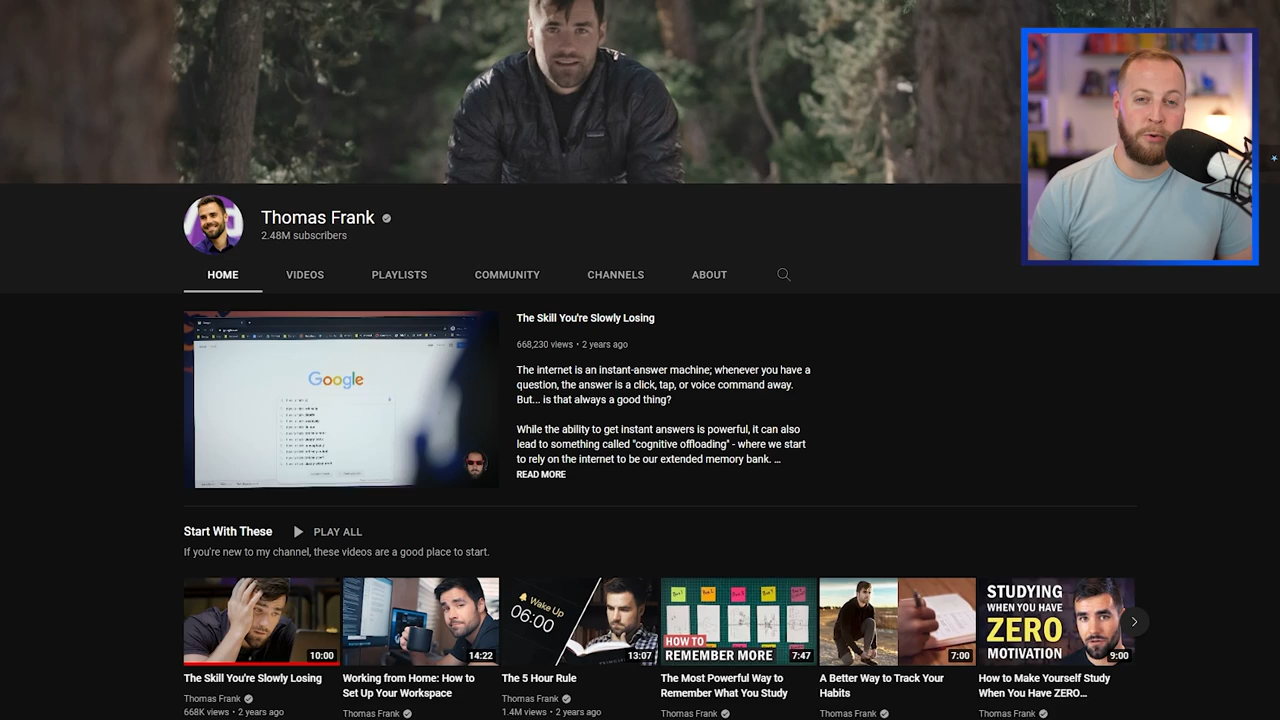 Thomas Frank
2.48M subscribers
HOME VIDEOS PLAYLISTS COMMUNITY CHANNELS ABOUT
Google
The Skill You're Slowly Losing
668,230 views • 2 years ago
The internet is an instant-answer machine; whenever you have a
question, the answer is a click, tap, or voice command away.
But... is that always a good thing?
While the ability to get instant answers is powerful, it can also
lead to something called "cognitive offloading" - where we start
to rely on the internet to be our extended memory bank. ...
READ MORE
Start With These PLAY ALL
If you're new to my channel, these videos are a good place to start.
10:00
14:22
Wake Up
06:00
13:07
HOW TO
REMEMBER MORE
7:47
7:00
STUDYING
WHEN YOU HAVE
ZERO
MOTIVATION
9:00
The Skill You're Slowly Losing
Thomas Frank
668K views • 2 years ago
Working from Home: How to
Set Up Your Workspace
Thomas Frank
The 5 Hour Rule
Thomas Frank
1.4M views • 2 years ago
The Most Powerful Way to
Remember What You Study
Thomas Frank
A Better Way to Track Your
Habits
Thomas Frank
How to Make Yourself Study
When You Have ZERO...
Thomas Frank